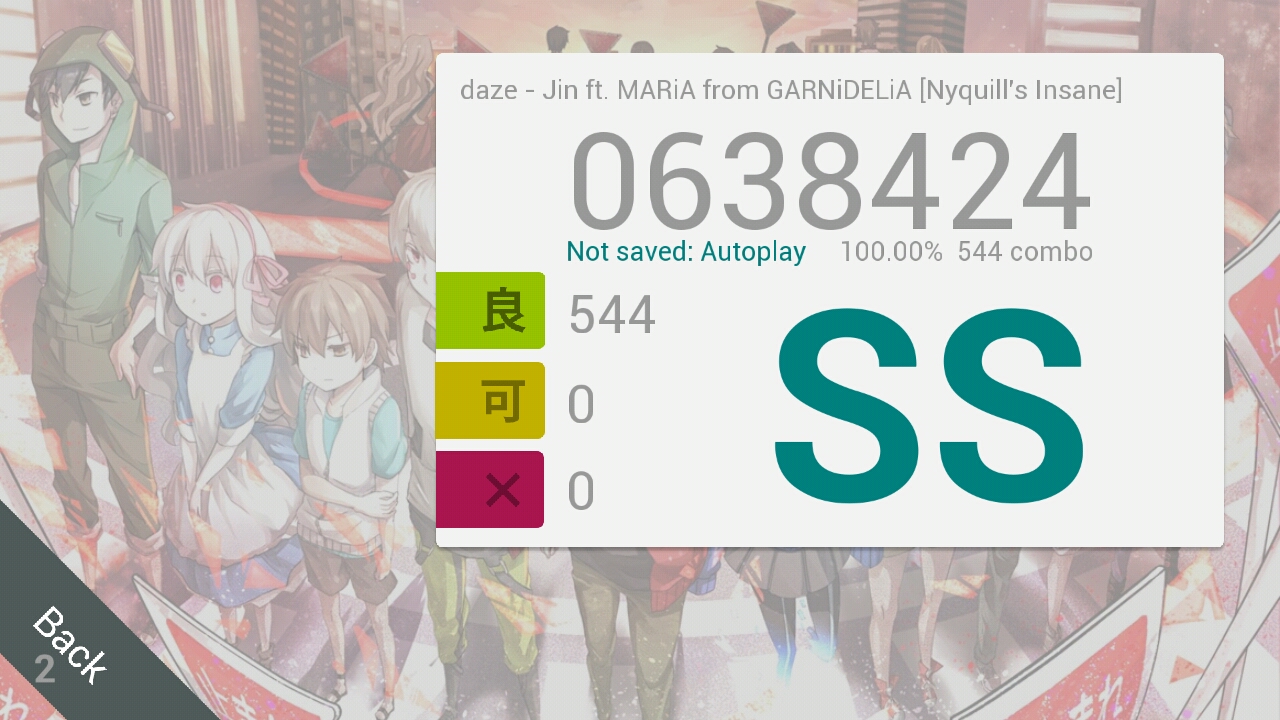 daze - Jin ft. MARiA from GARNiDELiA [Nyquill's Insane]
0638424
Not saved: Autoplay 100.00% 544 combo
良 544
可 0
✕ 0
SS
Back
2